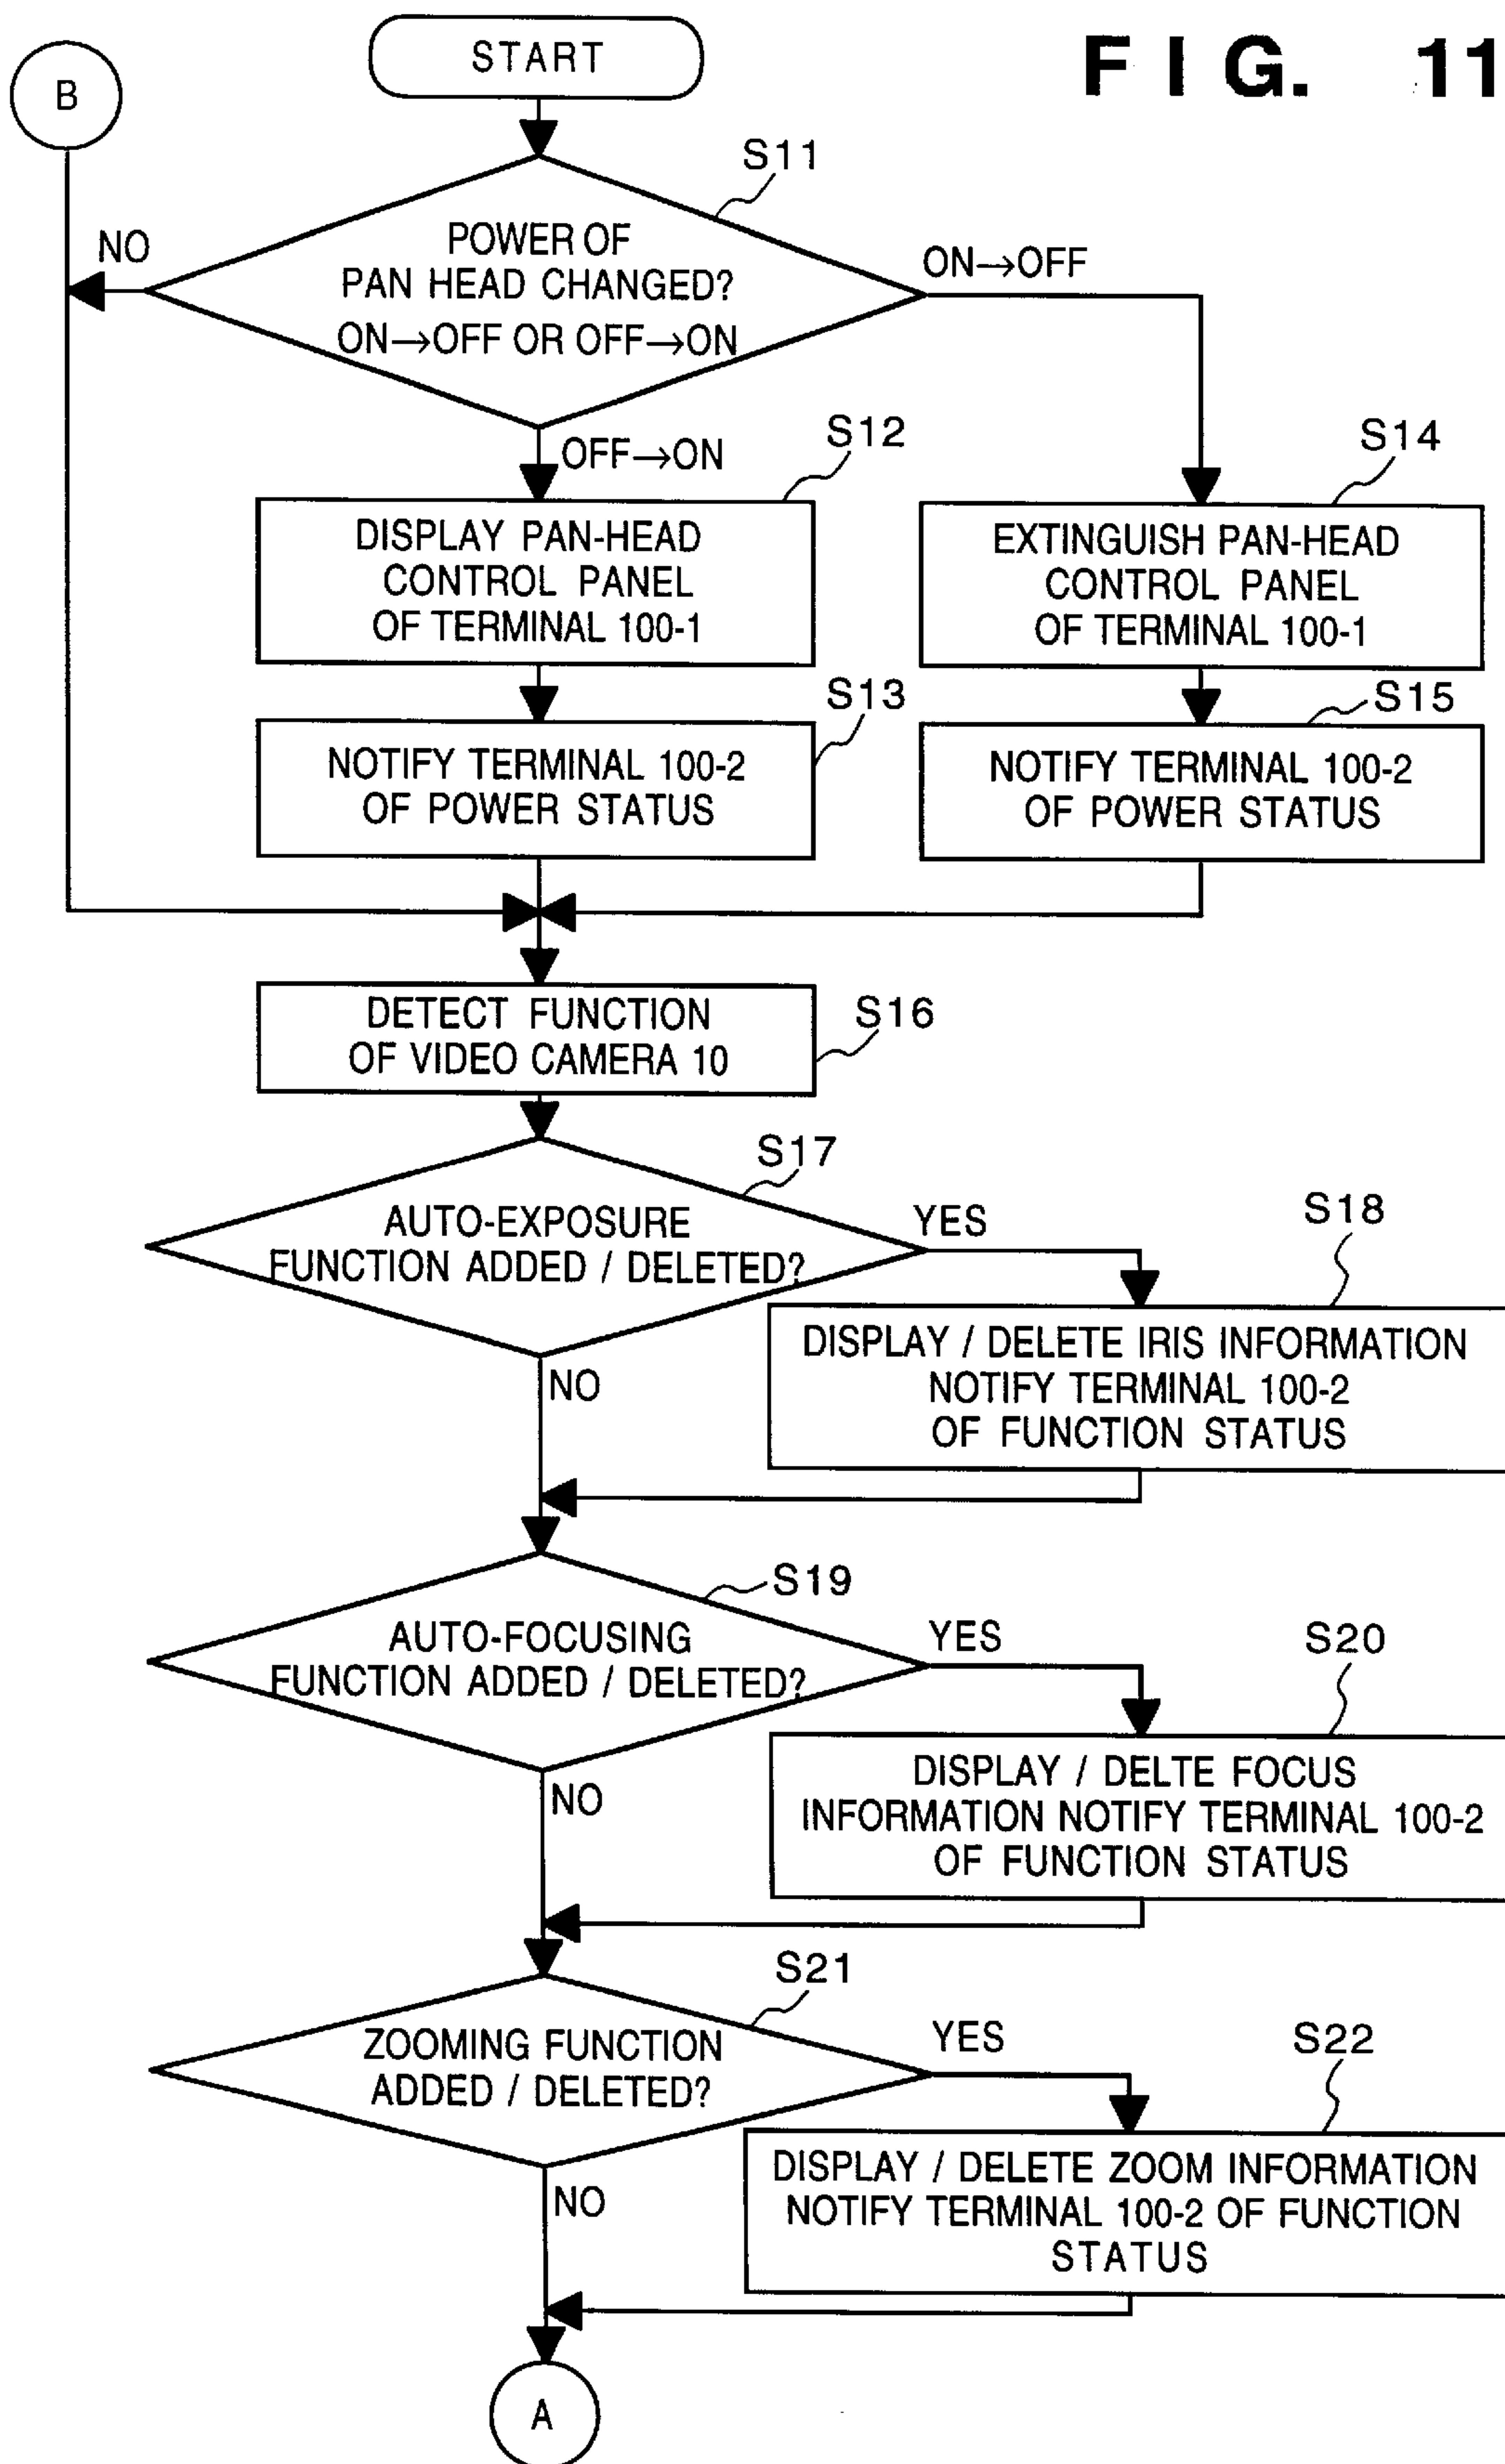 FIG. 11
START
B
S11
POWER OF
PAN HEAD CHANGED?
ON→OFF OR OFF→ON
NO
ON→OFF
OFF→ON
S12
DISPLAY PAN-HEAD
CONTROL PANEL
OF TERMINAL 100-1
S14
EXTINGUISH PAN-HEAD
CONTROL PANEL
OF TERMINAL 100-1
S13
NOTIFY TERMINAL 100-2
OF POWER STATUS
S15
NOTIFY TERMINAL 100-2
OF POWER STATUS
DETECT FUNCTION
OF VIDEO CAMERA 10
S16
S17
AUTO-EXPOSURE
FUNCTION ADDED / DELETED?
YES
NO
S18
DISPLAY / DELETE IRIS INFORMATION
NOTIFY TERMINAL 100-2
OF FUNCTION STATUS
S19
AUTO-FOCUSING
FUNCTION ADDED / DELETED?
YES
NO
S20
DISPLAY / DELTE FOCUS
INFORMATION NOTIFY TERMINAL 100-2
OF FUNCTION STATUS
S21
ZOOMING FUNCTION
ADDED / DELETED?
YES
NO
S22
DISPLAY / DELETE ZOOM INFORMATION
NOTIFY TERMINAL 100-2 OF FUNCTION
STATUS
A